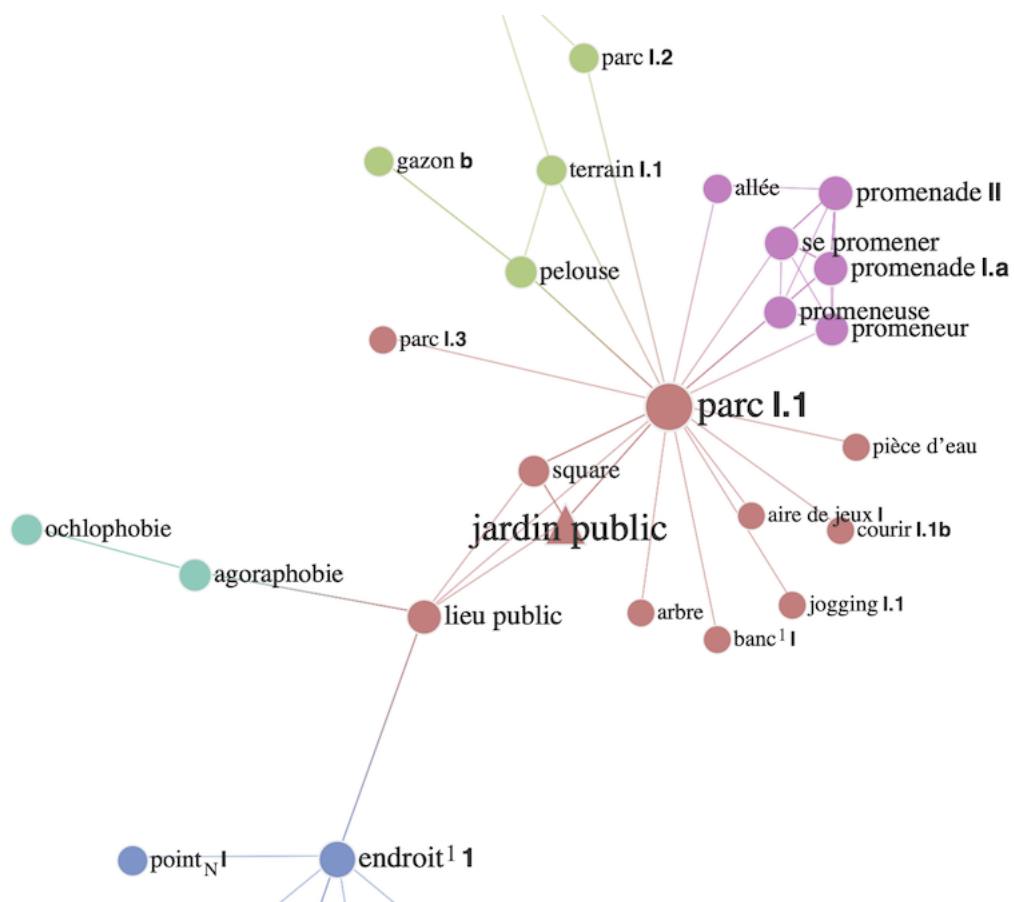 parc I.2
gazon b
terrain I.1
allée
promenade II
se promener
promenade I.a
pelouse
promeneuse
promeneur
parc I.3
parc I.1
pièce d’eau
square
aire de jeux I
jardin public
courir I.1b
ochlophobie
agoraphobie
jogging I.1
arbre
lieu public
banc¹ I
point N I
endroit¹ 1